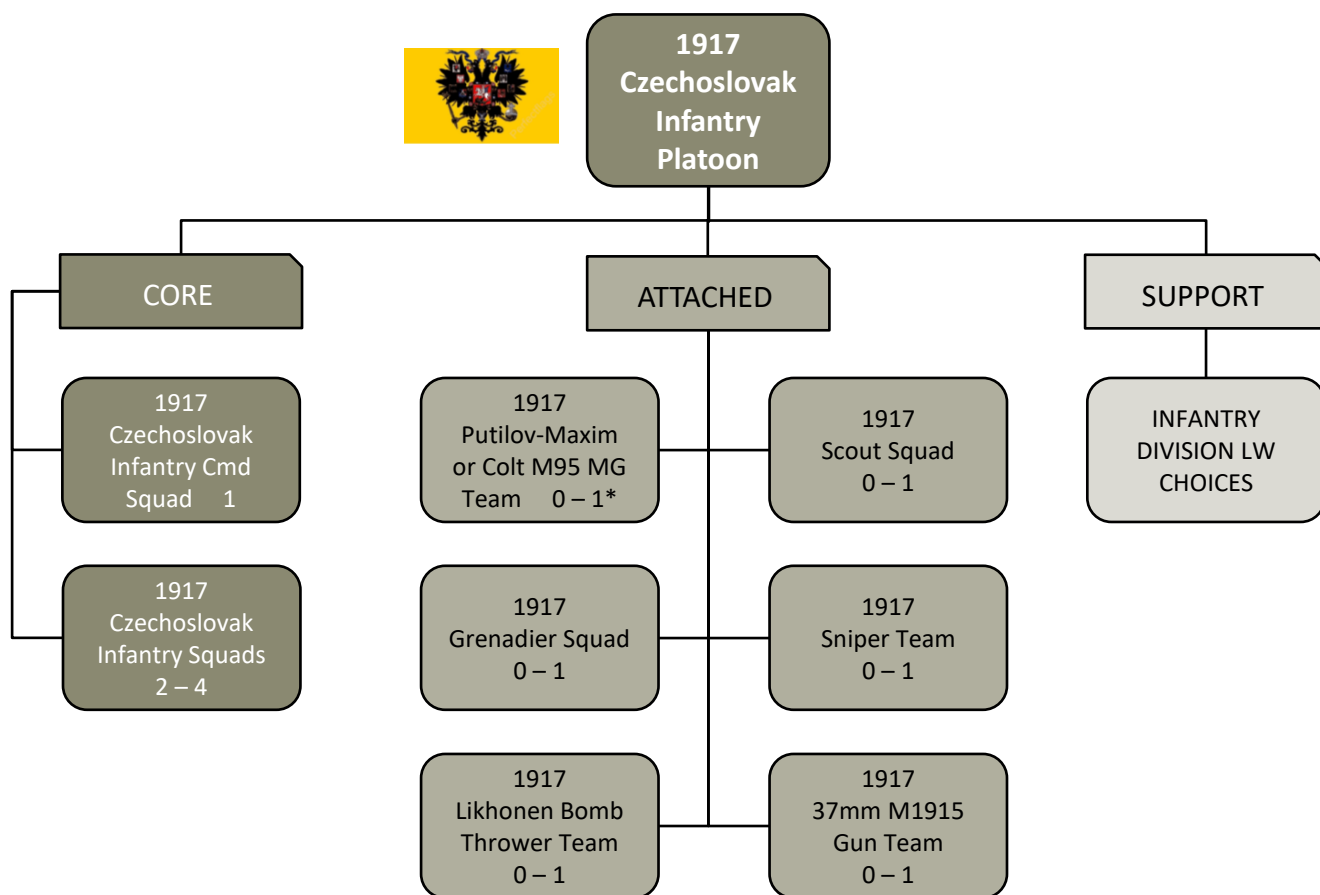 1917
Czechoslovak
Infantry
Platoon
CORE
ATTACHED
SUPPORT
1917
Czechoslovak
Infantry Cmd
Squad 1
1917
Putilov-Maxim
or Colt M95 MG
Team 0 – 1*
1917
Scout Squad
0 – 1
INFANTRY
DIVISION LW
CHOICES
1917
Czechoslovak
Infantry Squads
2 – 4
1917
Grenadier Squad
0 – 1
1917
Sniper Team
0 – 1
1917
Likhonen Bomb
Thrower Team
0 – 1
1917
37mm M1915
Gun Team
0 – 1